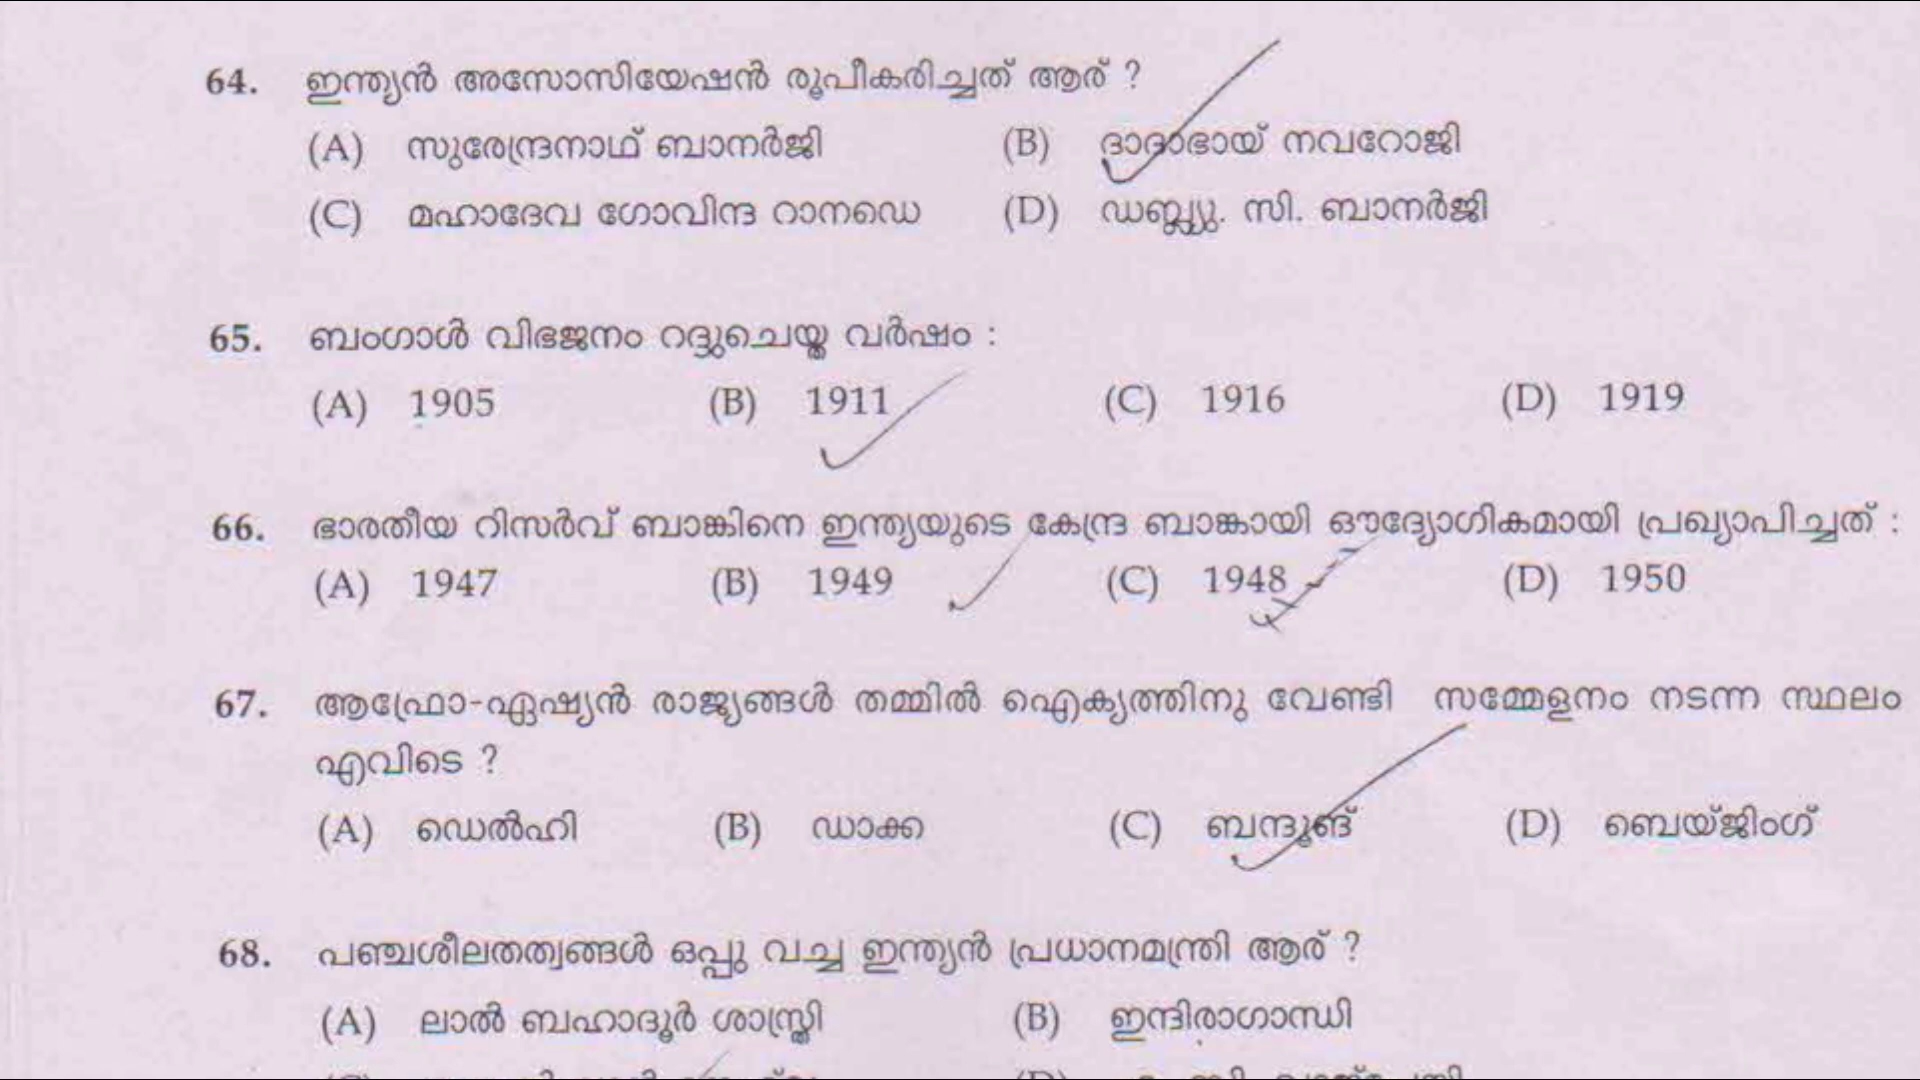 64. ഇന്ത്യൻ അസോസിയേഷൻ രൂപീകരിച്ചത് ആര് ?
(A) സുരേന്ദ്രനാഥ് ബാനർജി (B) ദാദാഭായ് നവറോജി
(C) മഹാദേവ ഗോവിന്ദ റാനഡെ (D) ഡബ്ല്യു. സി. ബാനർജി
65. ബംഗാൾ വിഭജനം റദ്ദുചെയ്ത വർഷം :
(A) 1905 (B) 1911 (C) 1916 (D) 1919
66. ഭാരതീയ റിസർവ് ബാങ്കിനെ ഇന്ത്യയുടെ കേന്ദ്ര ബാങ്കായി ഔദ്യോഗികമായി പ്രഖ്യാപിച്ചത് :
(A) 1947 (B) 1949 (C) 1948 (D) 1950
67. ആഫ്രോ-ഏഷ്യൻ രാജ്യങ്ങൾ തമ്മിൽ ഐക്യത്തിനു വേണ്ടി സമ്മേളനം നടന്ന സ്ഥലം
എവിടെ ?
(A) ഡെൽഹി (B) ഡാക്ക (C) ബന്ദൂങ് (D) ബെയ്ജിംഗ്
68. പഞ്ചശീലതത്വങ്ങൾ ഒപ്പു വച്ച ഇന്ത്യൻ പ്രധാനമന്ത്രി ആര് ?
(A) ലാൽ ബഹാദൂർ ശാസ്ത്രി (B) ഇന്ദിരാഗാന്ധി